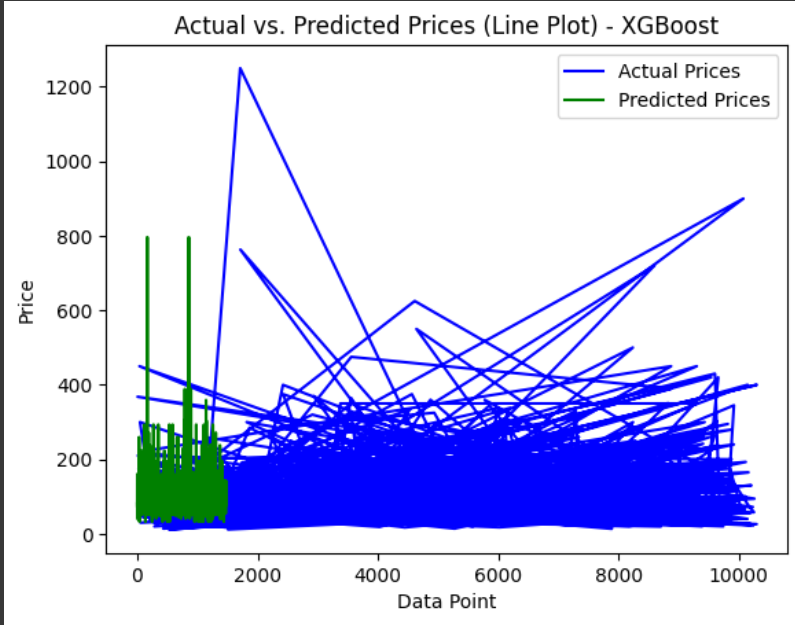 Actual vs. Predicted Prices (Line Plot) - XGBoost
Actual Prices
Predicted Prices
1200
1000
800
600
400
200
0
Price
0 2000 4000 6000 8000 10000
Data Point